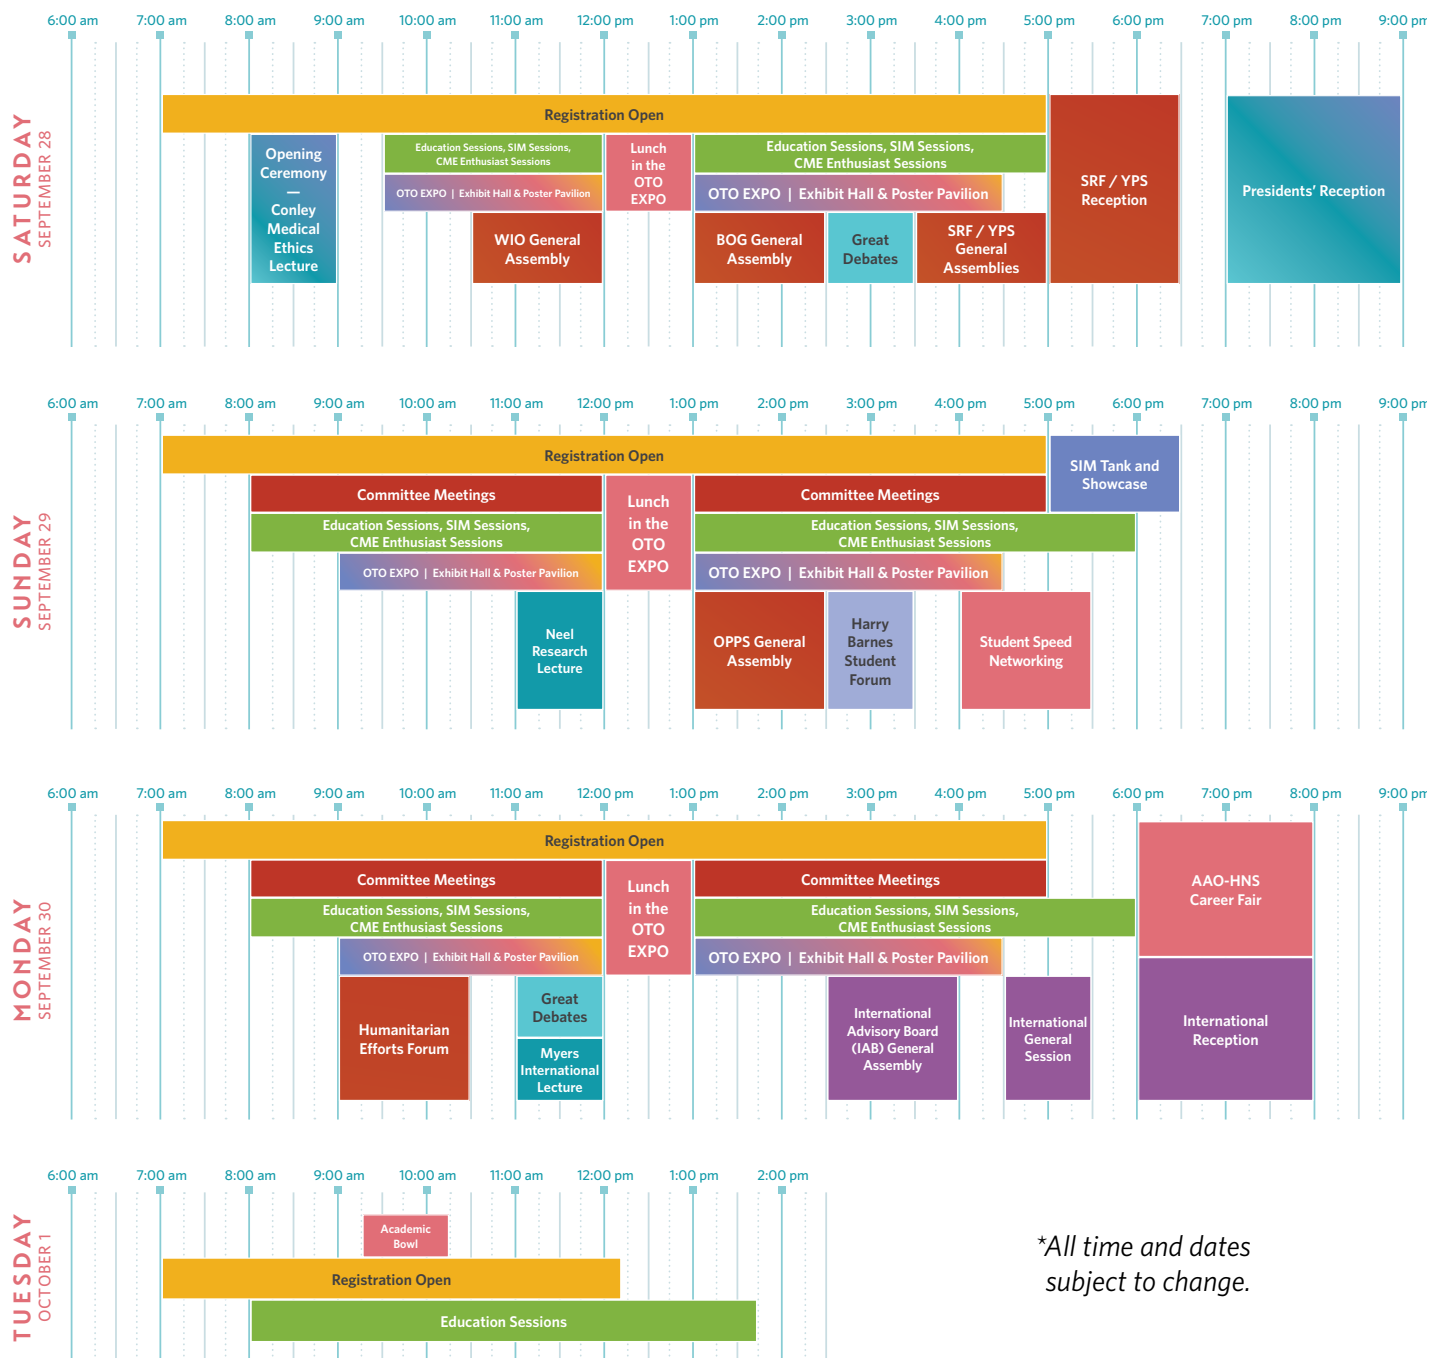 6:00 am 7:00 am 8:00 am 9:00 am 10:00 am 11:00 am 12:00 pm 1:00 pm 2:00 pm 3:00 pm 4:00 pm 5:00 pm 6:00 pm 7:00 pm 8:00 pm 9:00 pm
SATURDAY
SEPTEMBER 28
Registration Open
Opening
Ceremony
—
Conley
Medical
Ethics
Lecture
Education Sessions, SIM Sessions,
CME Enthusiast Sessions
OTO EXPO | Exhibit Hall & Poster Pavilion
WIO General
Assembly
Lunch
in the
OTO
EXPO
Education Sessions, SIM Sessions,
CME Enthusiast Sessions
OTO EXPO | Exhibit Hall & Poster Pavilion
BOG General
Assembly
Great
Debates
SRF / YPS
General
Assemblies
SRF / YPS
Reception
Presidents' Reception
6:00 am 7:00 am 8:00 am 9:00 am 10:00 am 11:00 am 12:00 pm 1:00 pm 2:00 pm 3:00 pm 4:00 pm 5:00 pm 6:00 pm 7:00 pm 8:00 pm 9:00 pm
SUNDAY
SEPTEMBER 29
Registration Open
Committee Meetings
Education Sessions, SIM Sessions,
CME Enthusiast Sessions
OTO EXPO | Exhibit Hall & Poster Pavilion
Neel
Research
Lecture
Lunch
in the
OTO
EXPO
Committee Meetings
Education Sessions, SIM Sessions,
CME Enthusiast Sessions
OTO EXPO | Exhibit Hall & Poster Pavilion
OPPS General
Assembly
Harry
Barnes
Student
Forum
Student Speed
Networking
SIM Tank and
Showcase
6:00 am 7:00 am 8:00 am 9:00 am 10:00 am 11:00 am 12:00 pm 1:00 pm 2:00 pm 3:00 pm 4:00 pm 5:00 pm 6:00 pm 7:00 pm 8:00 pm 9:00 pm
MONDAY
SEPTEMBER 30
Registration Open
Committee Meetings
Education Sessions, SIM Sessions,
CME Enthusiast Sessions
OTO EXPO | Exhibit Hall & Poster Pavilion
Humanitarian
Efforts Forum
Great
Debates
Myers
International
Lecture
Lunch
in the
OTO
EXPO
Committee Meetings
Education Sessions, SIM Sessions,
CME Enthusiast Sessions
OTO EXPO | Exhibit Hall & Poster Pavilion
International
Advisory Board
(IAB) General
Assembly
International
General
Session
AAO-HNS
Career Fair
International
Reception
6:00 am 7:00 am 8:00 am 9:00 am 10:00 am 11:00 am 12:00 pm 1:00 pm 2:00 pm
TUESDAY
OCTOBER 1
Academic
Bowl
Registration Open
Education Sessions
*All time and dates
subject to change.